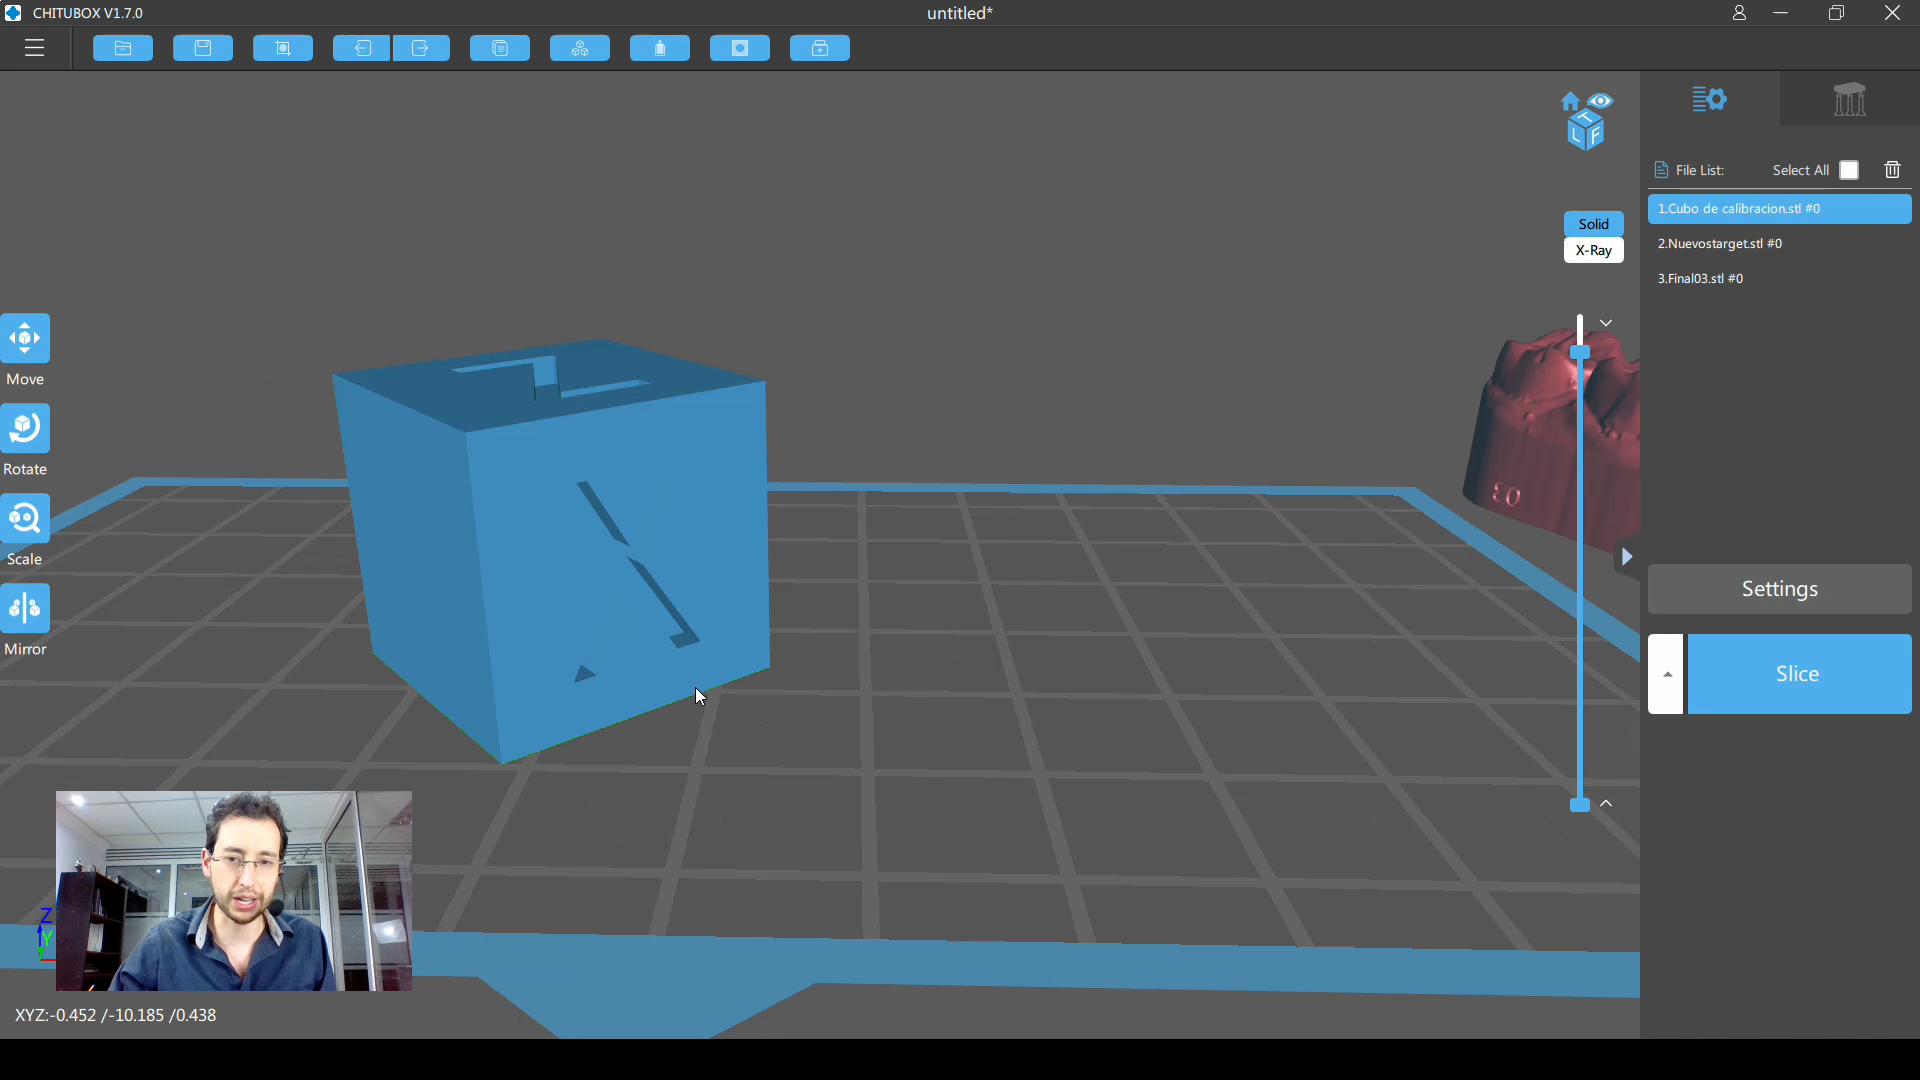 CHITUBOX V1.7.0
untitled*
T
L F
File List:
Select All
1.Cubo de calibracion.stl #0
Solid
X-Ray
2.Nuevostarget.stl #0
3.Final03.stl #0
Move
Rotate
03
Scale
Settings
Mirror
Slice
Z
Y
XYZ:-0.452 /-10.185 /0.438